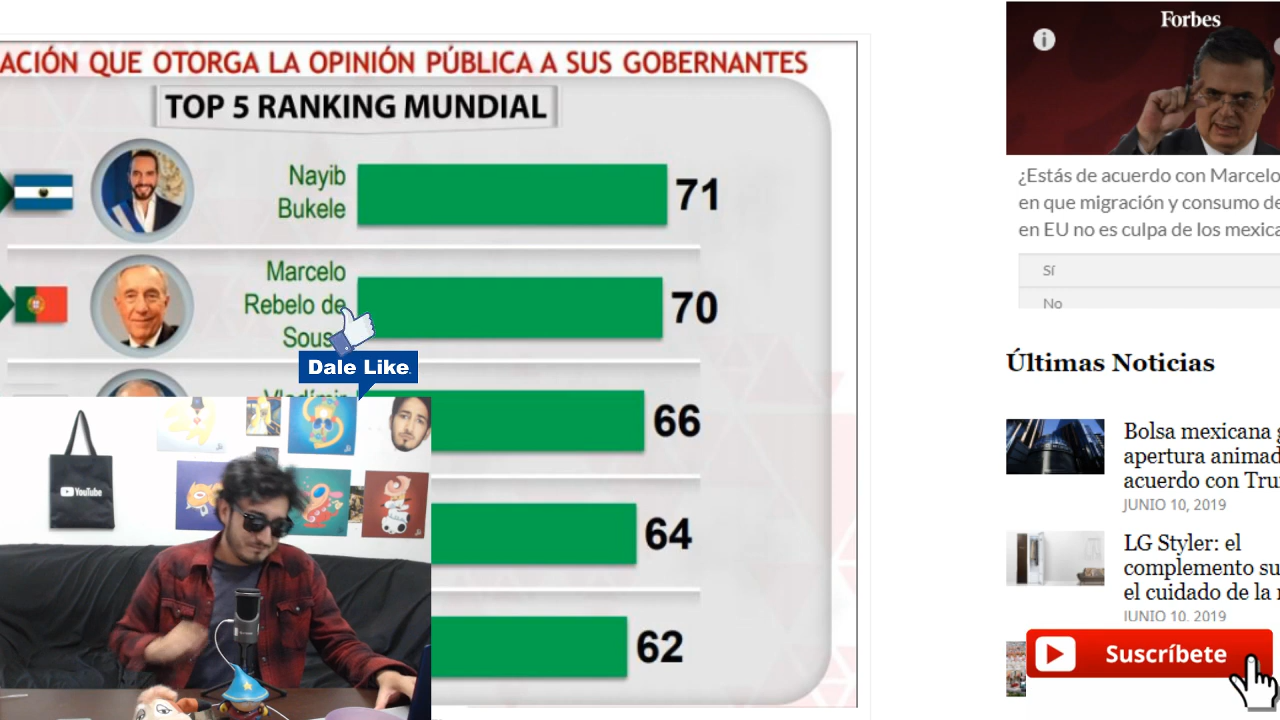 ACIÓN QUE OTORGA LA OPINIÓN PÚBLICA A SUS GOBERNANTES
TOP 5 RANKING MUNDIAL
Nayib
Bukele
71
Marcelo
Rebelo de
Sous
70
Vladímir
66
64
62
Dale Like.
YouTube
Forbes
¿Estás de acuerdo con Marcelo
en que migración y consumo de
en EU no es culpa de los mexica
Sí
No
Últimas Noticias
Bolsa mexicana g
apertura animad
acuerdo con Tru
JUNIO 10, 2019
LG Styler: el
complemento su
el cuidado de la r
JUNIO 10, 2019
Suscríbete